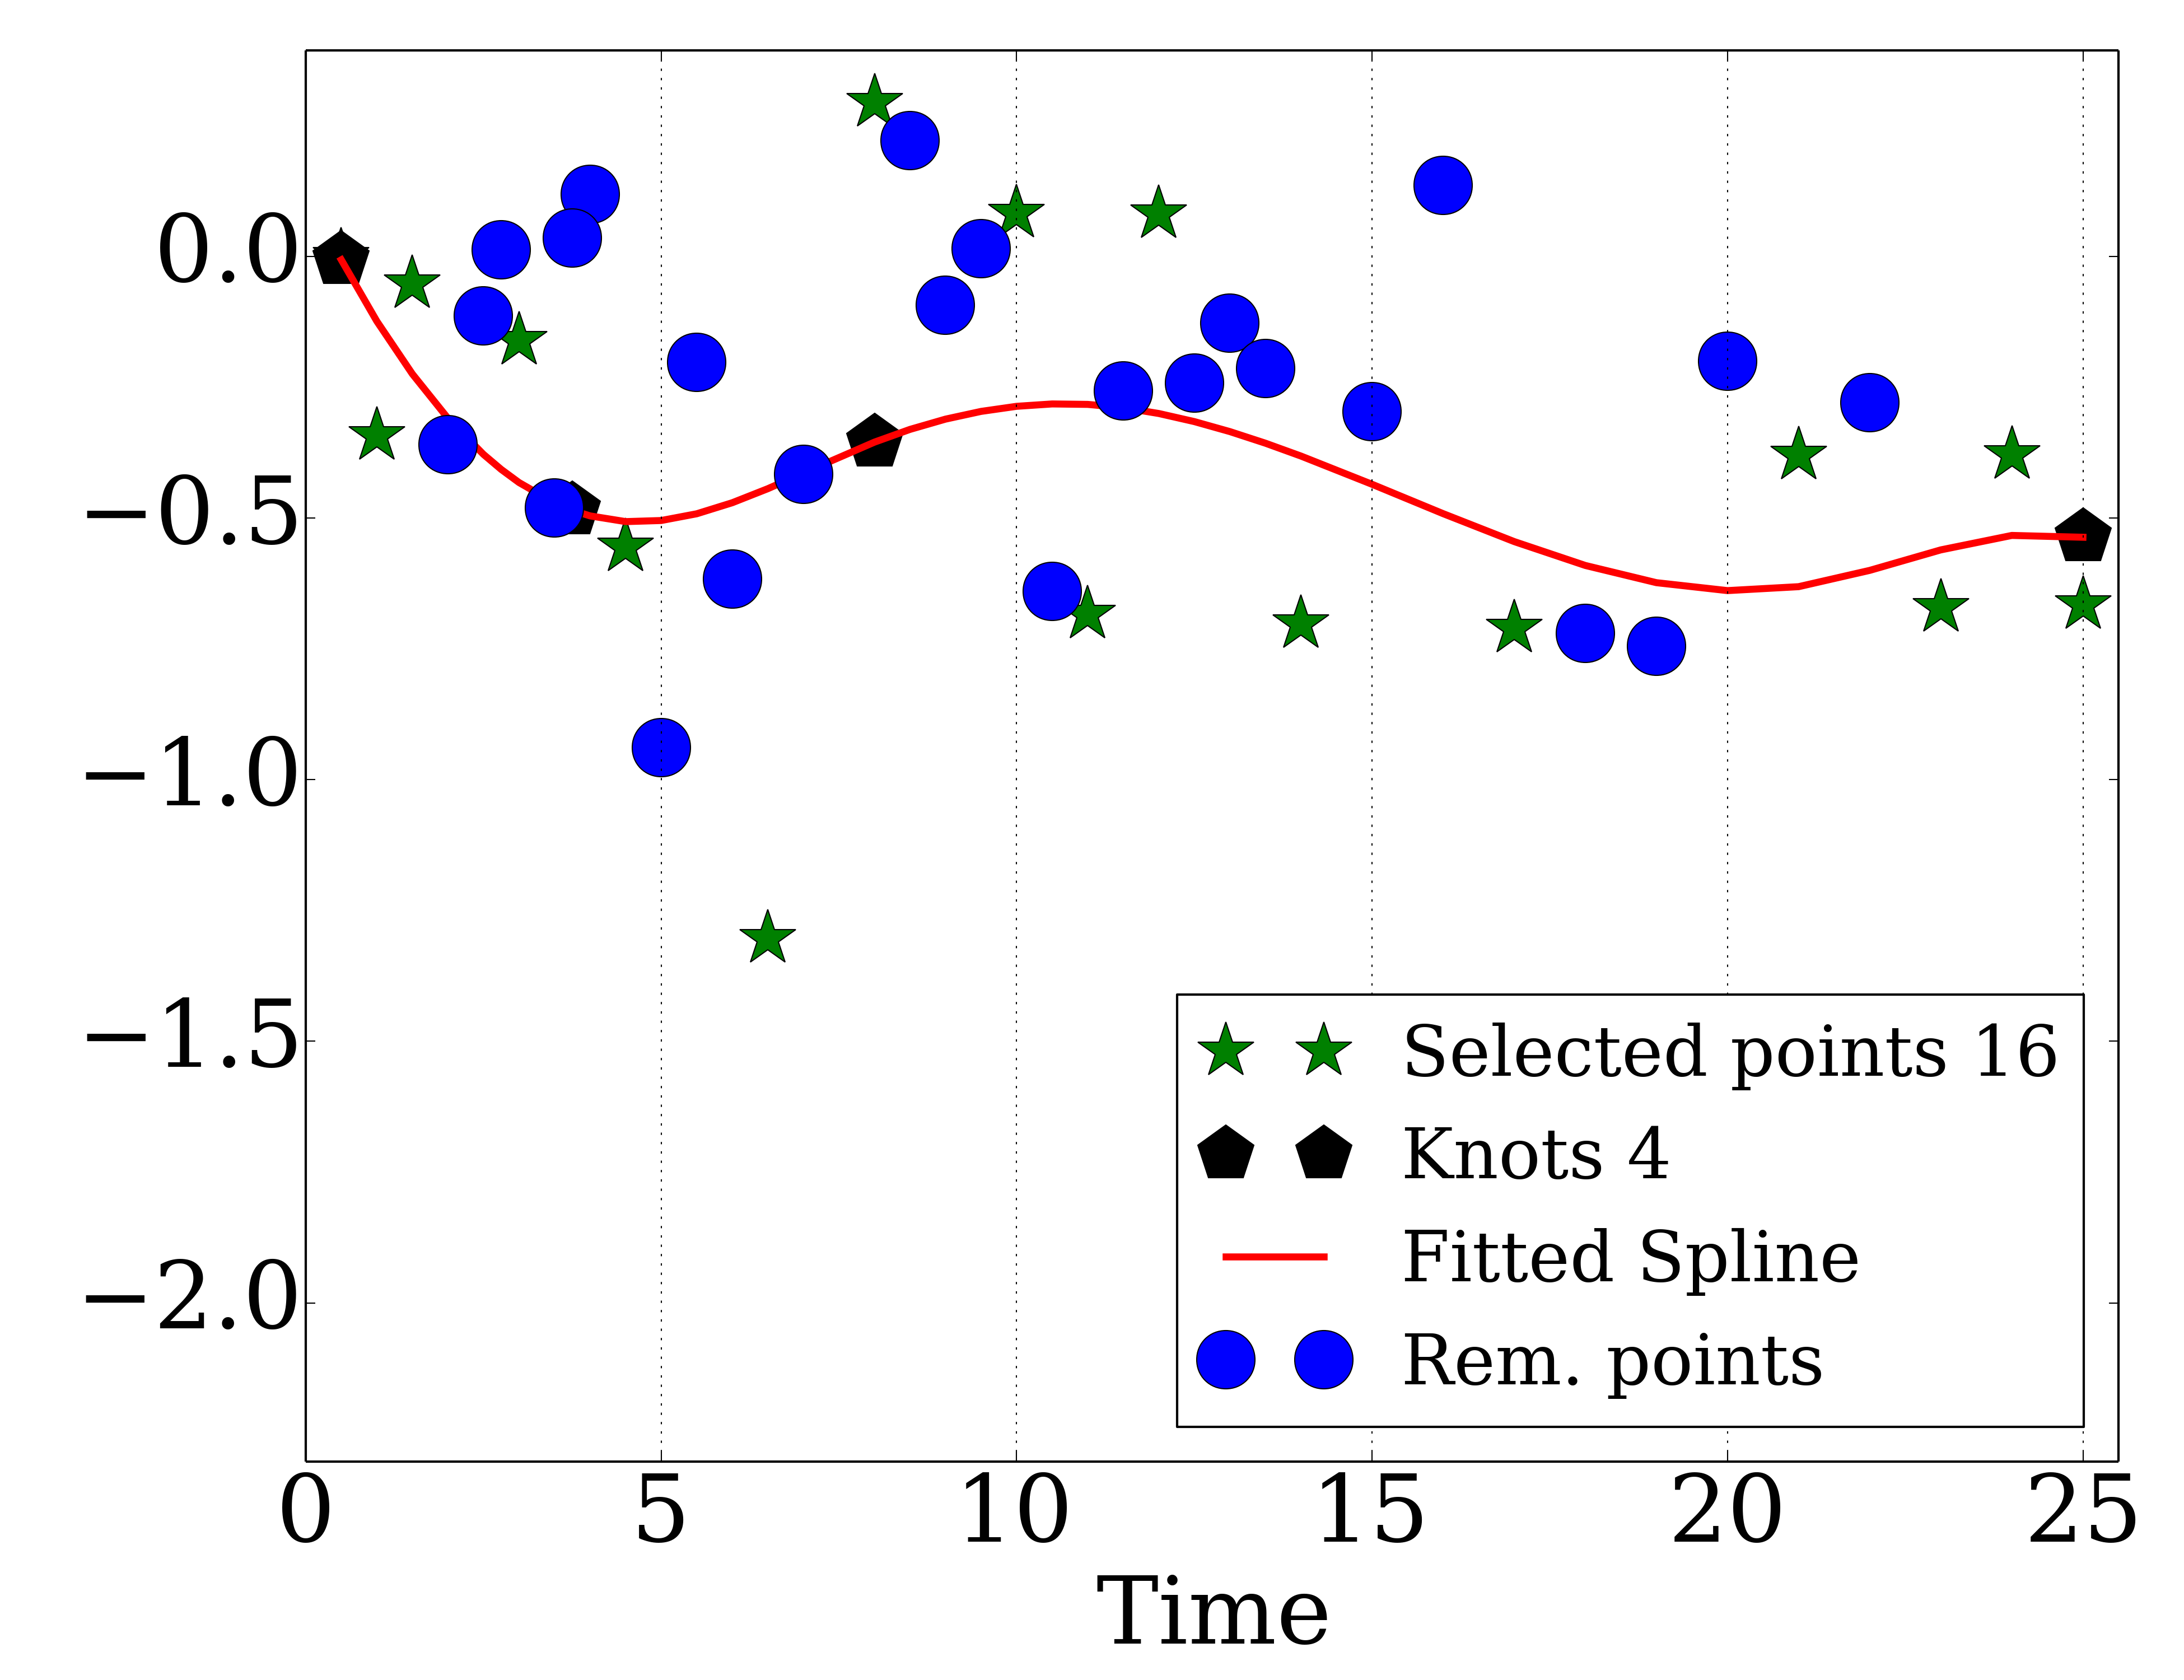 0.0
−0.5
−1.0
−1.5
−2.0
Selected points 16
Knots 4
Fitted Spline
Rem. points
0 5 10 15 20 25
Time